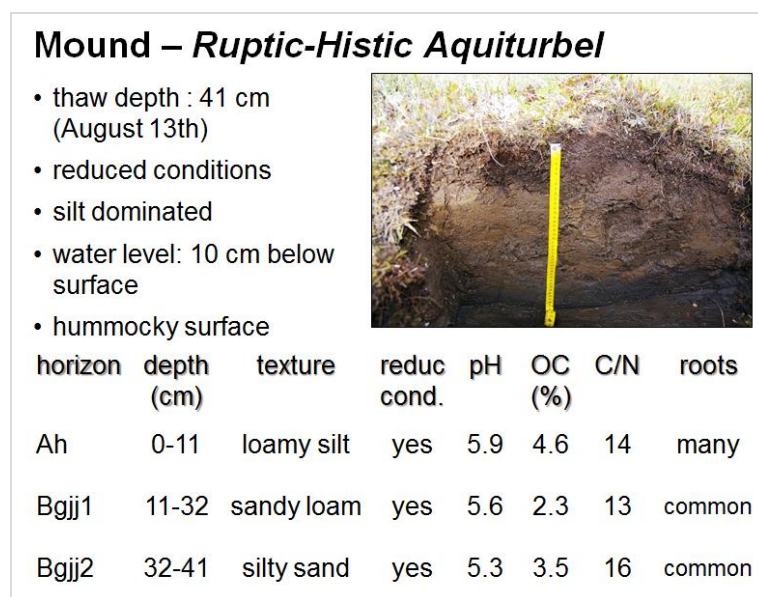 Mound – Ruptic-Histic Aquiturbel
• thaw depth : 41 cm
(August 13th)
• reduced conditions
• silt dominated
• water level: 10 cm below
surface
• hummocky surface
horizon depth texture reduc pH OC C/N roots
(cm) cond. (%)
Ah 0-11 loamy silt yes 5.9 4.6 14 many
Bgjj1 11-32 sandy loam yes 5.6 2.3 13 common
Bgjj2 32-41 silty sand yes 5.3 3.5 16 common